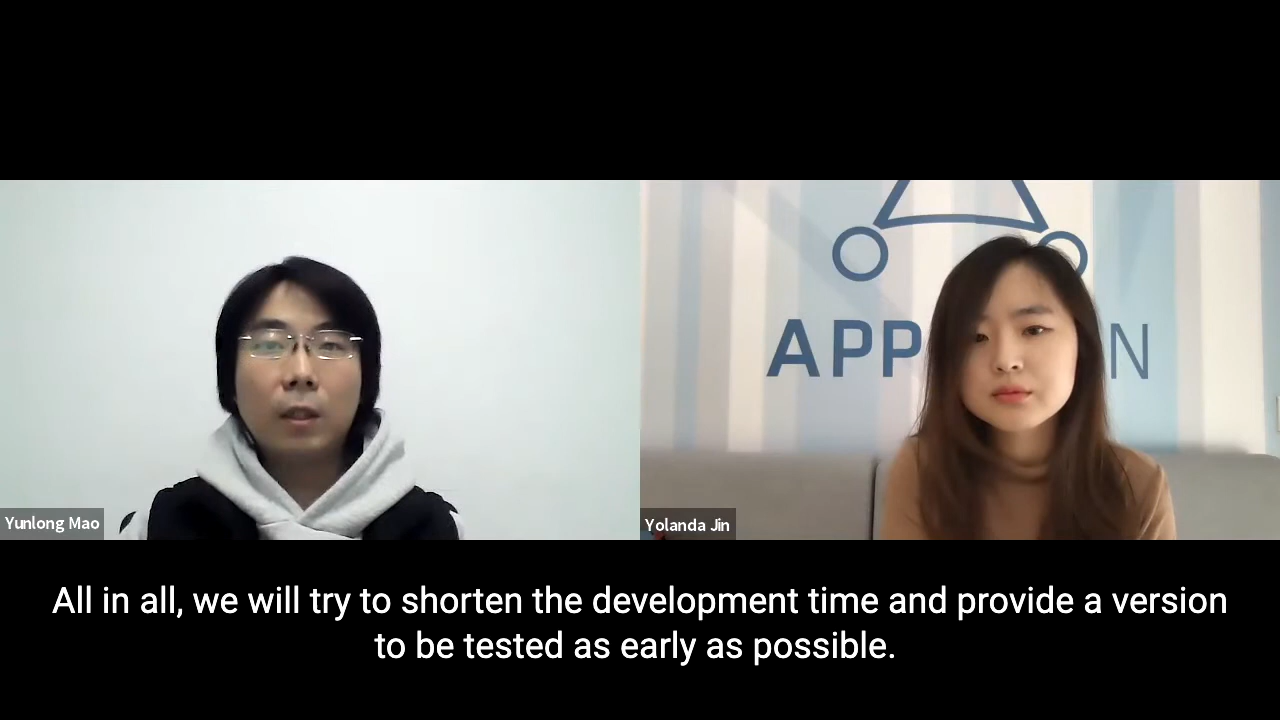 APP N
Yunlong Mao
Yolanda Jin
All in all, we will try to shorten the development time and provide a version
to be tested as early as possible.